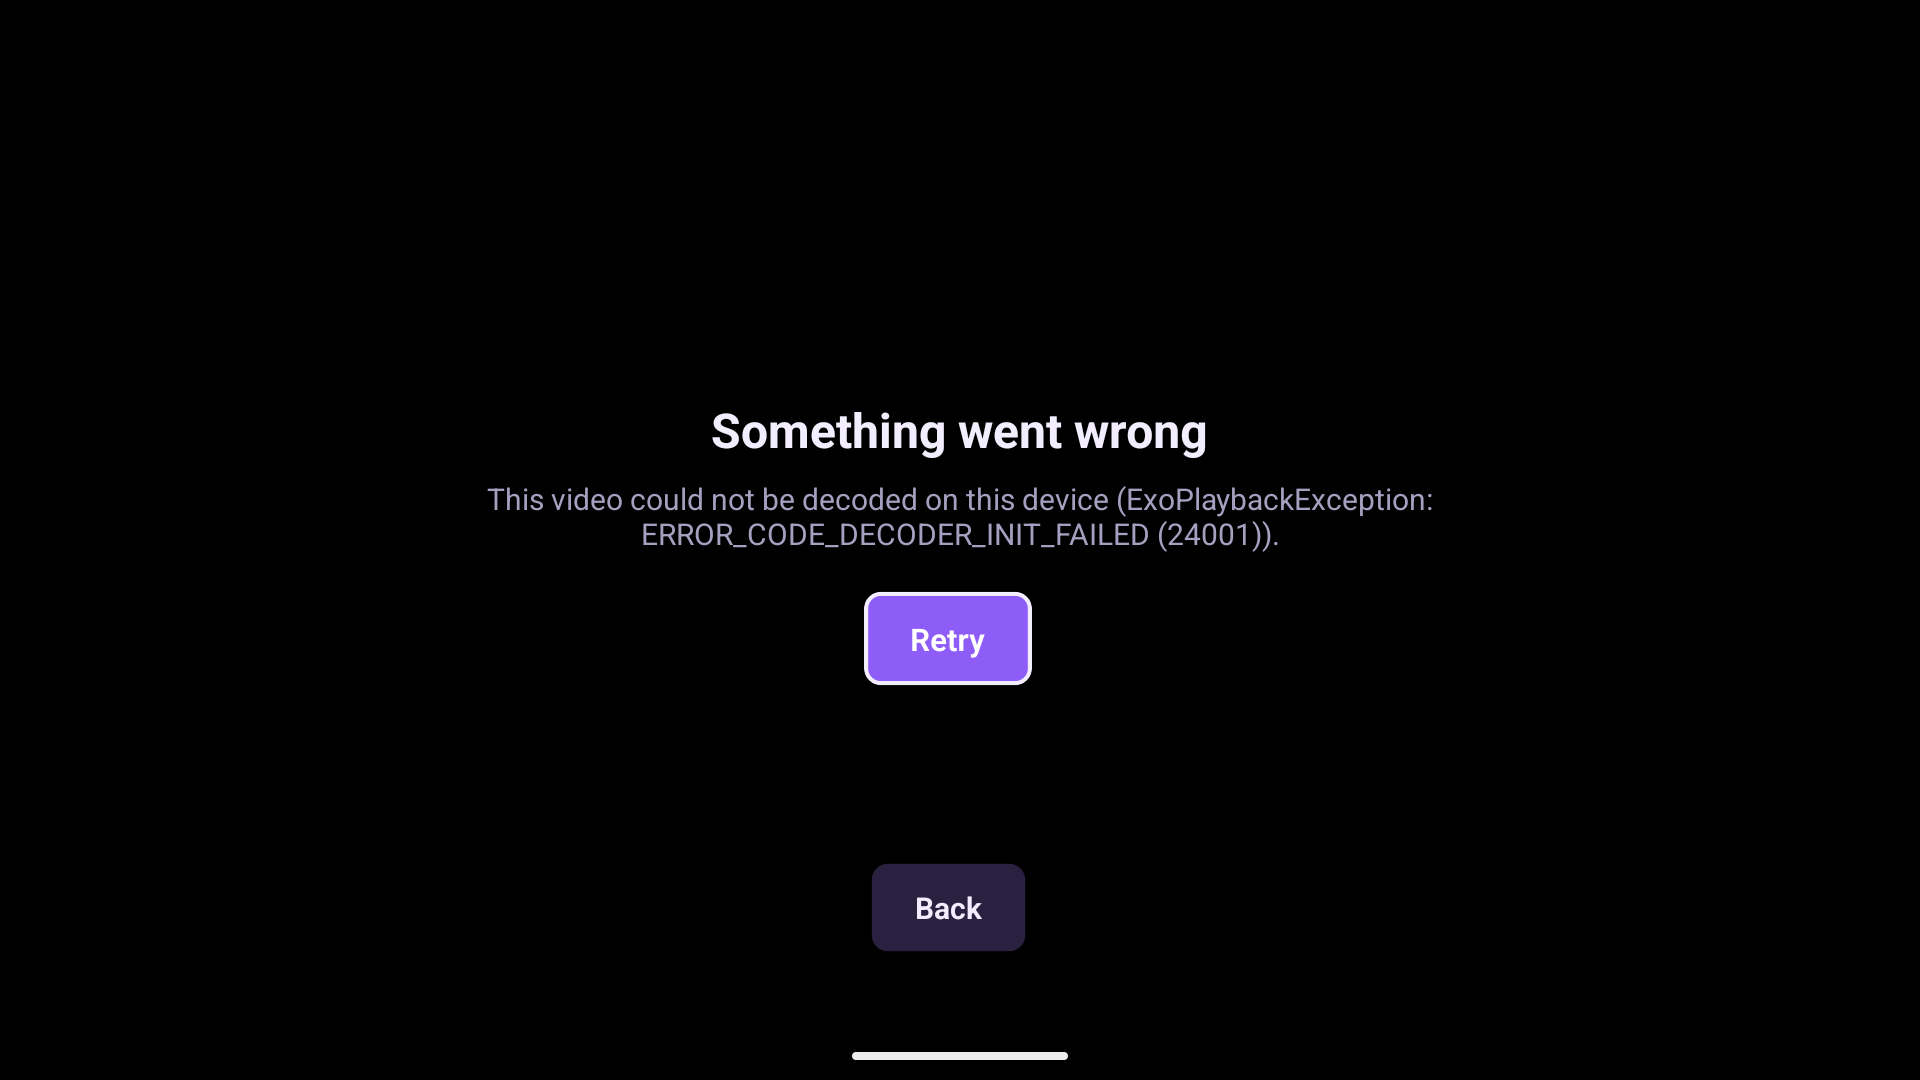 Something went wrong
This video could not be decoded on this device (ExoPlaybackException:
ERROR_CODE_DECODER_INIT_FAILED (24001)).
Retry
Back